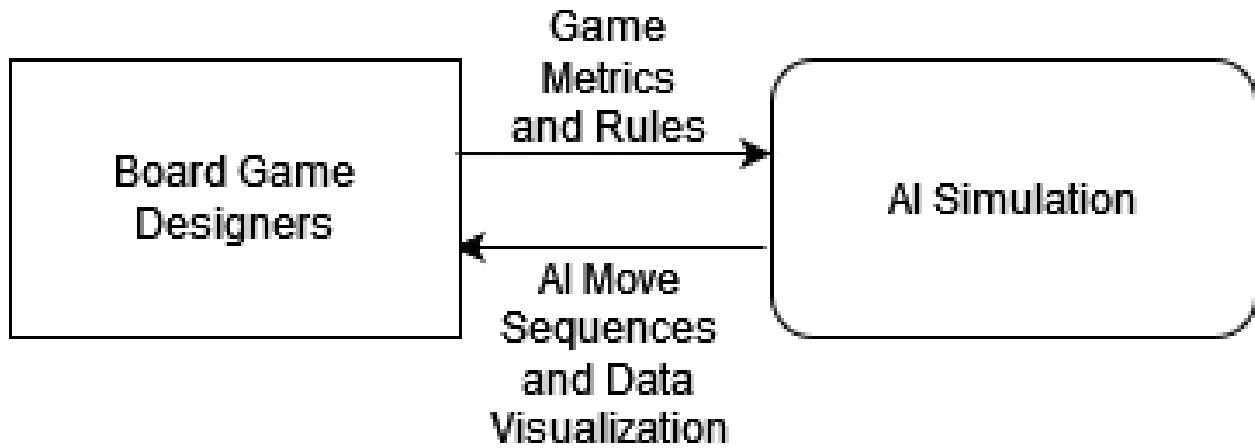 Game
Metrics
and Rules
Board Game
Designers
AI Simulation
AI Move
Sequences
and Data
Visualization